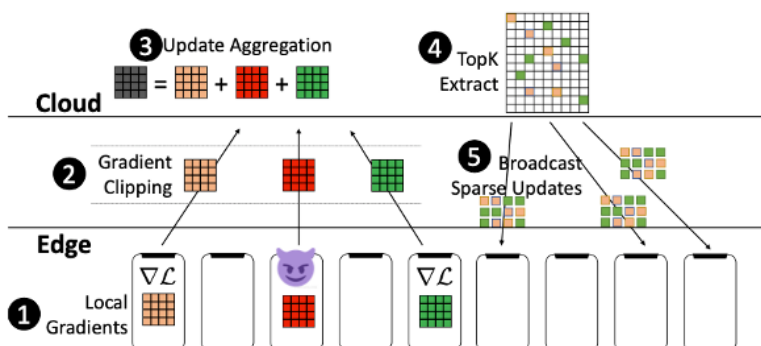 3 Update Aggregation
= + +
Cloud
4 TopK
Extract
2 Gradient
Clipping
5 Broadcast
Sparse Updates
Edge
∇ℒ
∇ℒ
1 Local
Gradients